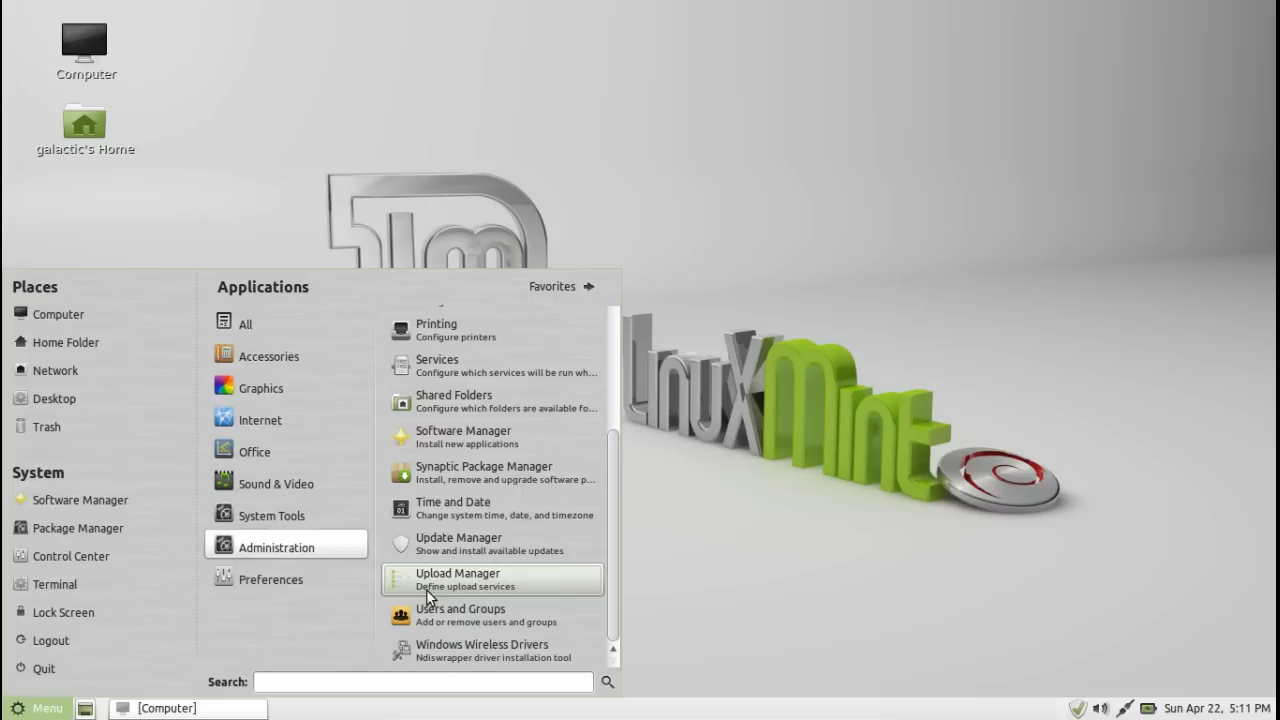 Computer
galactic's Home
Places
Computer
Home Folder
Network
Desktop
Trash
System
Software Manager
Package Manager
Control Center
Terminal
Lock Screen
Logout
Quit
Applications
Favorites
All
Accessories
Graphics
Internet
Office
Sound & Video
System Tools
Administration
Preferences
Printing
Configure printers
Services
Configure which services will be run wh...
Shared Folders
Configure which folders are available fo...
Software Manager
Install new applications
Synaptic Package Manager
Install, remove and upgrade software p...
Time and Date
Change system time, date, and timezone
Update Manager
Show and install available updates
Upload Manager
Define upload services
Users and Groups
Add or remove users and groups
Windows Wireless Drivers
Ndiswrapper driver installation tool
Search:
LinuxMint
Menu
[Computer]
Sun Apr 22, 5:11 PM